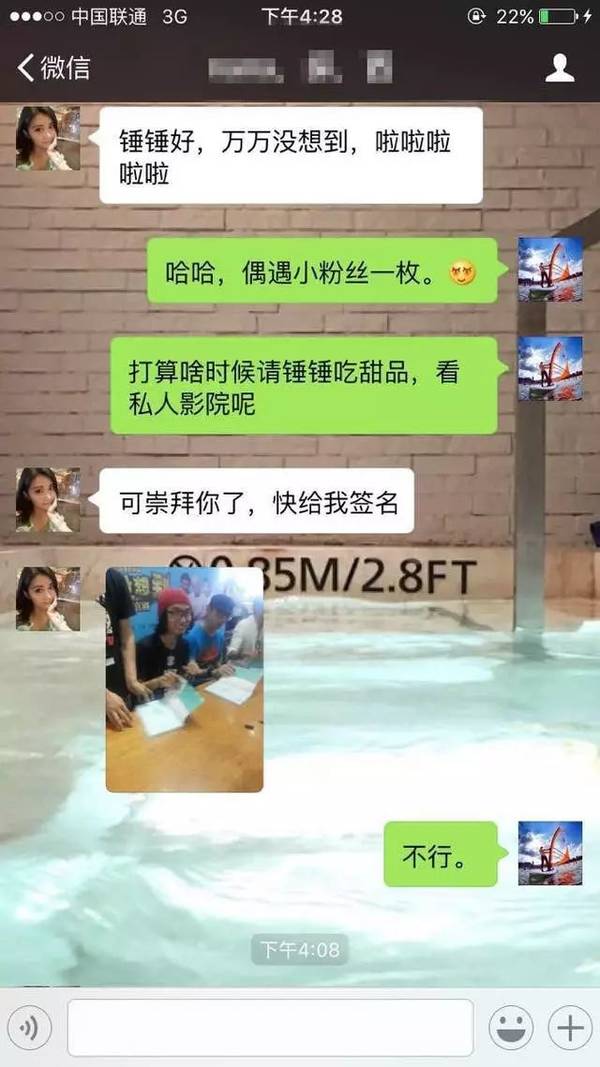 中国联通 3G 下午4:28 22%
微信
锤锤好，万万没想到，啦啦啦
啦啦
哈哈，偶遇小粉丝一枚。
打算啥时候请锤锤吃甜品，看
私人影院呢
可崇拜你了，快给我签名
0.85M/2.8FT
不行。
下午4:08